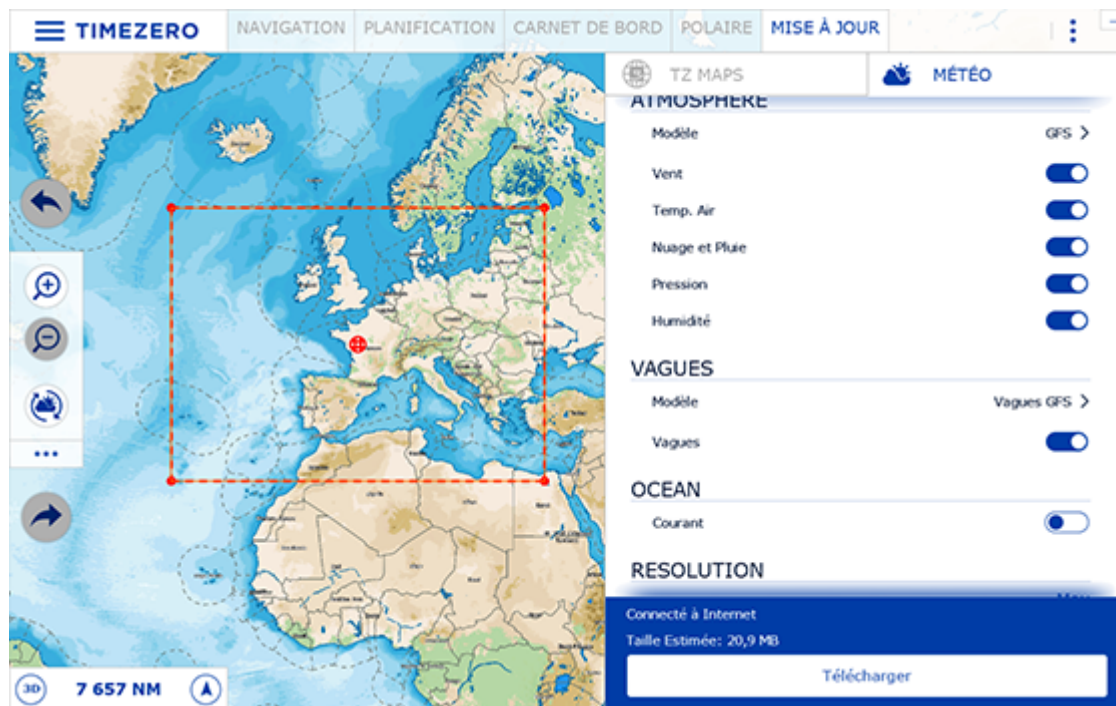 TIMEZERO NAVIGATION PLANIFICATION CARNET DE BORD POLAIRE MISE À JOUR
TZ MAPS MÉTÉO
ATMOSPHERE
Modèle GFS
Vent
Temp. Air
Nuage et Pluie
Pression
Humidité
VAGUES
Modèle Vagues GFS
Vagues
OCEAN
Courant
RESOLUTION
Connecté à Internet
Taille Estimée: 20,9 MB
Télécharger
3D 7 657 NM